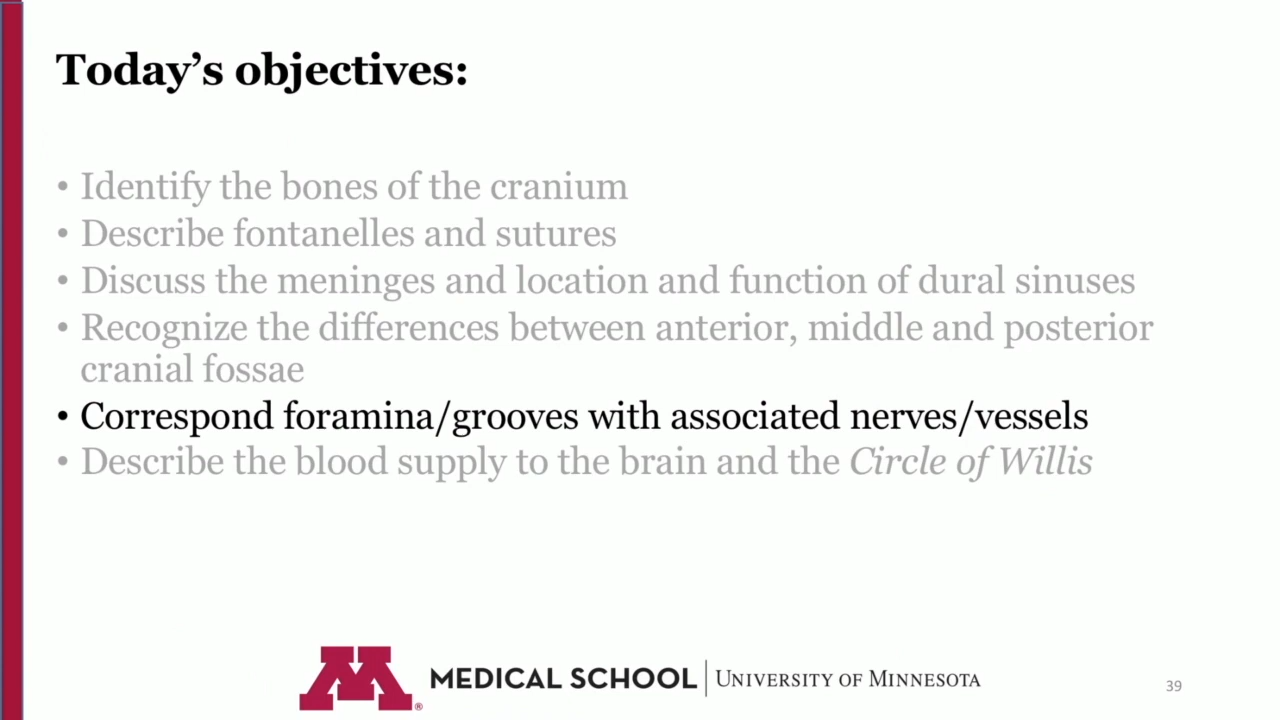 Today’s objectives:
• Identify the bones of the cranium
• Describe fontanelles and sutures
• Discuss the meninges and location and function of dural sinuses
• Recognize the differences between anterior, middle and posterior
cranial fossae
• Correspond foramina/grooves with associated nerves/vessels
• Describe the blood supply to the brain and the Circle of Willis
M® MEDICAL SCHOOL | UNIVERSITY OF MINNESOTA
39